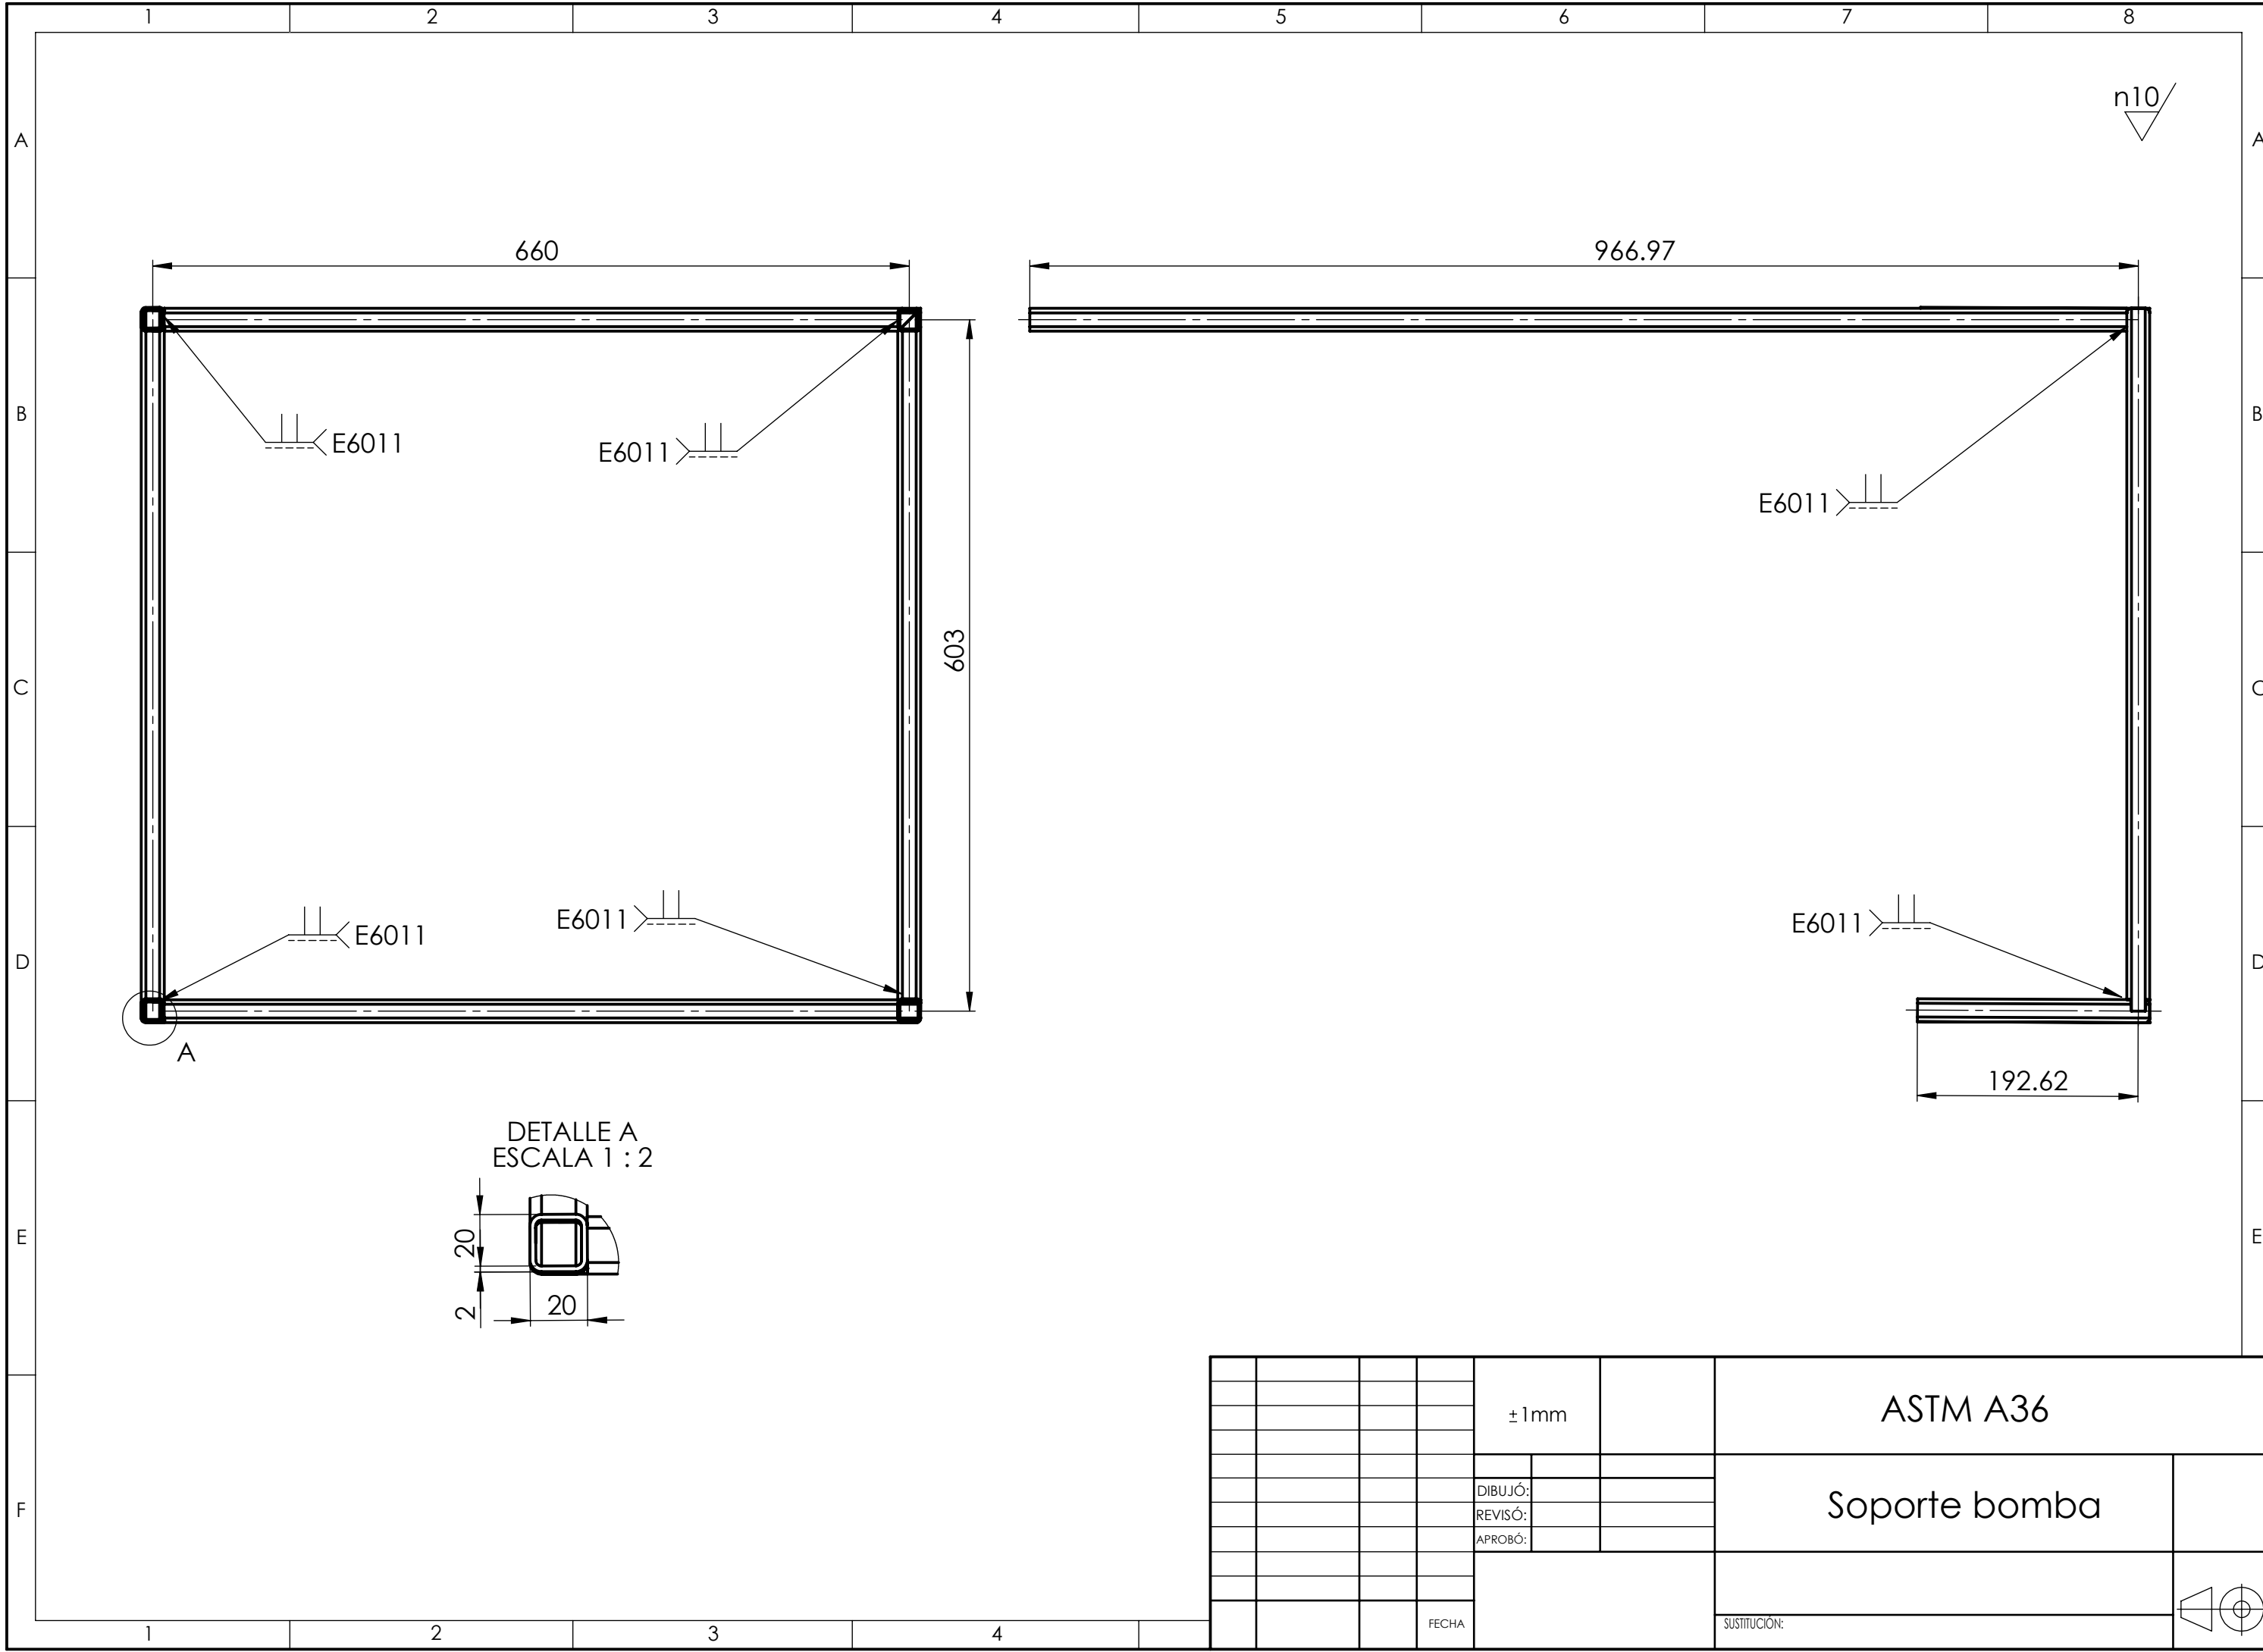 1 2 3 4 5 6 7 8
n10
A A
660 966.97
B B
E6011 E6011
E6011
603
C C
E6011 E6011 E6011
D D
A
192.62
DETALLE A
ESCALA 1 : 2
20
2
20
E E
±1mm
ASTM A36
DIBUJÓ:
REVISÓ:
APROBÓ:
Soporte bomba
F
FECHA
SUSTITUCIÓN:
1 2 3 4